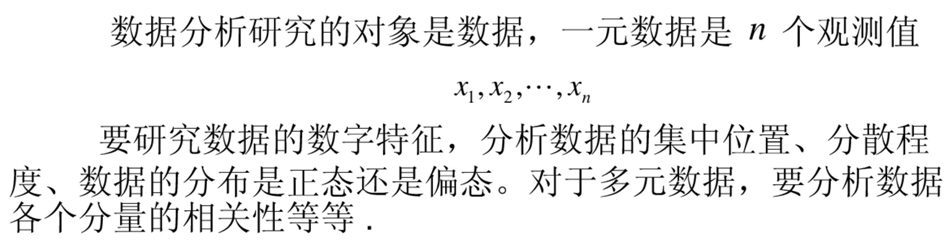 数据分析研究的对象是数据，一元数据是 n 个观测值
x₁,x₂,⋯,xₙ
要研究数据的数字特征，分析数据的集中位置、分散程
度、数据的分布是正态还是偏态。对于多元数据，要分析数据
各个分量的相关性等等 .